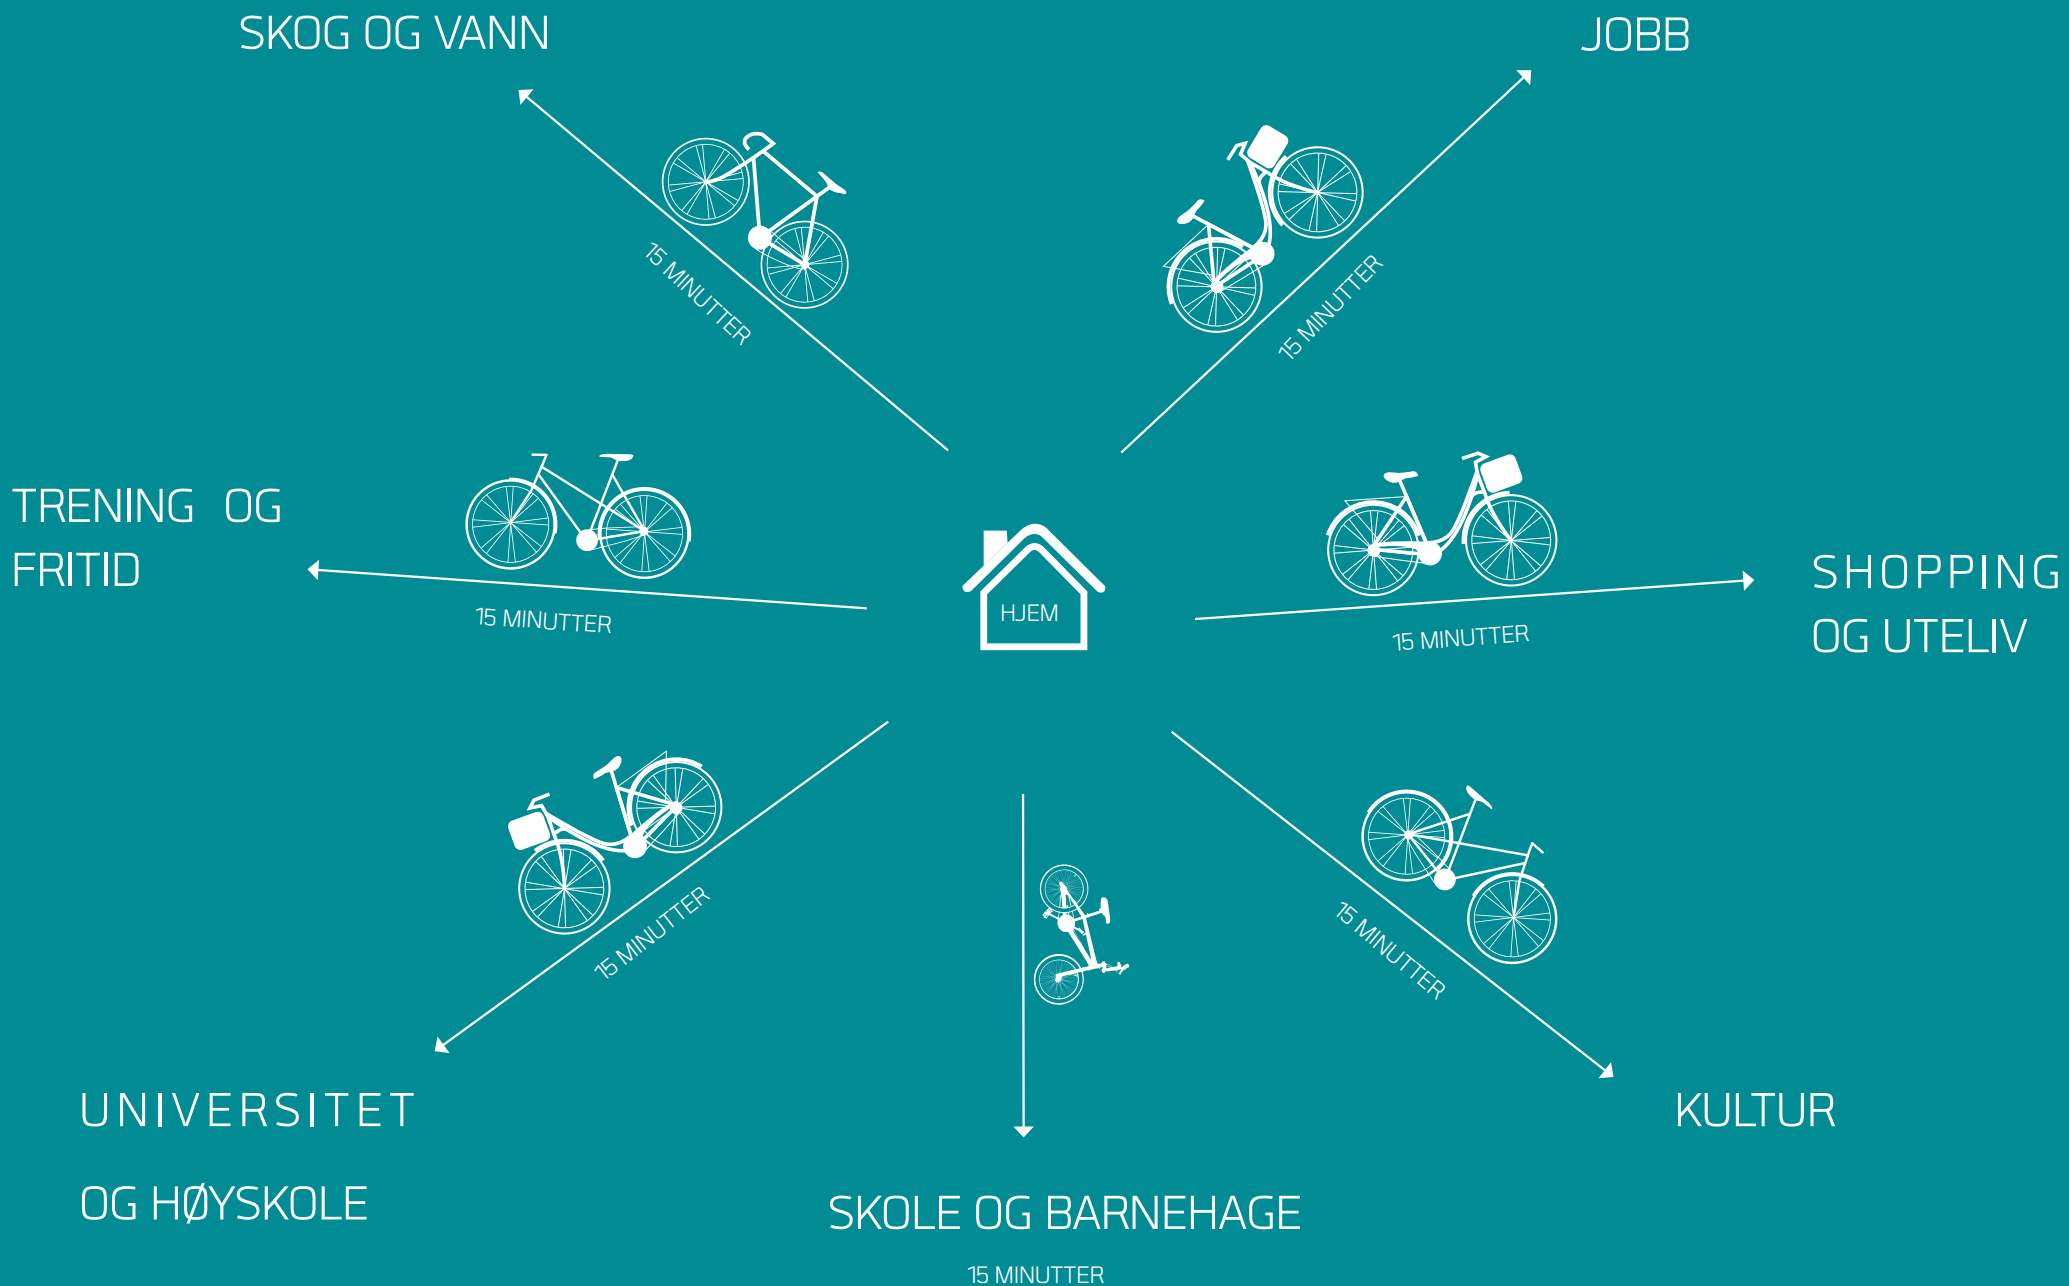 SKOG OG VANN
JOBB
15 MINUTTER
15 MINUTTER
TRENING OG
FRITID
15 MINUTTER
HJEM
15 MINUTTER
SHOPPING
OG UTELIV
15 MINUTTER
15 MINUTTER
UNIVERSITET
OG HØYSKOLE
KULTUR
SKOLE OG BARNEHAGE
15 MINUTTER